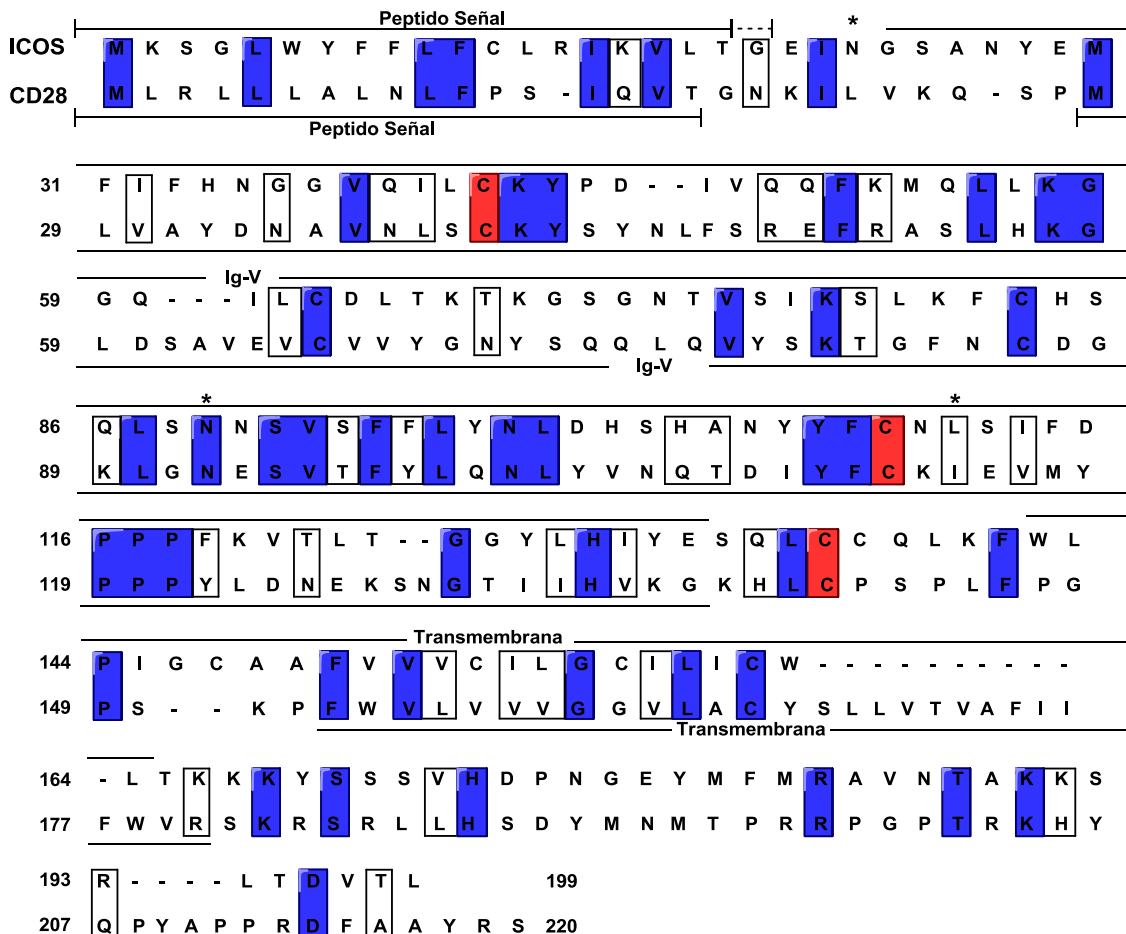 Peptido Señal
*
ICOS M K S G L W Y F F L F C L R I K V L T G E I N G S A N Y E M
CD28 M L R L L L A L N L F P S - I Q V T G N K I L V K Q - S P M
Peptido Señal
31 F I F H N G G V Q I L C K Y P D - - I V Q Q F K M Q L L K G
29 L V A Y D N A V N L S C K Y S Y N L F S R E F R A S L H K G
Ig-V
59 G Q - - - I L C D L T K T K G S G N T V S I K S L K F C H S
59 L D S A V E V C V V Y G N Y S Q Q L Q V Y S K T G F N C D G
Ig-V
* *
86 Q L S N N S V S F F L Y N L D H S H A N Y Y F C N L S I F D
89 K L G N E S V T F Y L Q N L Y V N Q T D I Y F C K I E V M Y
116 P P P F K V T L T - - G G Y L H I Y E S Q L C C Q L K F W L
119 P P P Y L D N E K S N G T I I H V K G K H L C P S P L F P G
Transmembrana
144 P I G C A A F V V V C I L G C I L I C W - - - - - - - - - -
149 P S - - K P F W V L V V V G G V L A C Y S L L V T V A F I I
Transmembrana
164 - L T K K K Y S S S V H D P N G E Y M F M R A V N T A K K S
177 F W V R S K R S R L L H S D Y M N M T P R R P G P T R K H Y
193 R - - - - L T D V T L 199
207 Q P Y A P P R D F A A Y R S 220